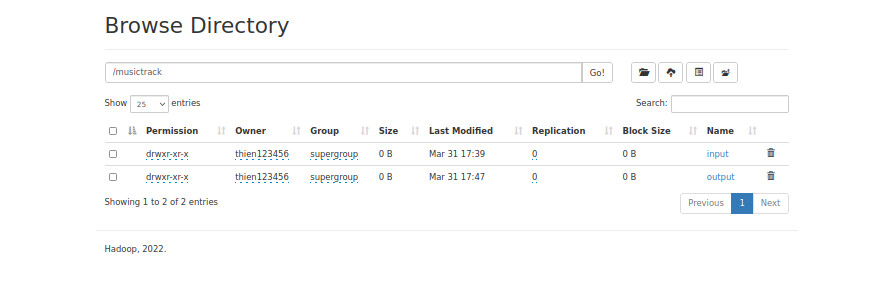 Browse Directory
/musictrack Go!
Show 25 entries Search:
Permission Owner Group Size Last Modified Replication Block Size Name
drwxr-xr-x thien123456 supergroup 0 B Mar 31 17:39 0 0 B input
drwxr-xr-x thien123456 supergroup 0 B Mar 31 17:47 0 0 B output
Showing 1 to 2 of 2 entries Previous 1 Next
Hadoop, 2022.